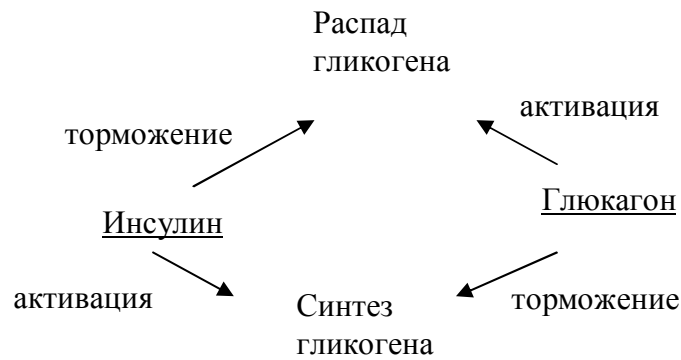 Распад
гликогена
активация
торможение
Глюкагон
Инсулин
активация
Синтез
гликогена
торможение